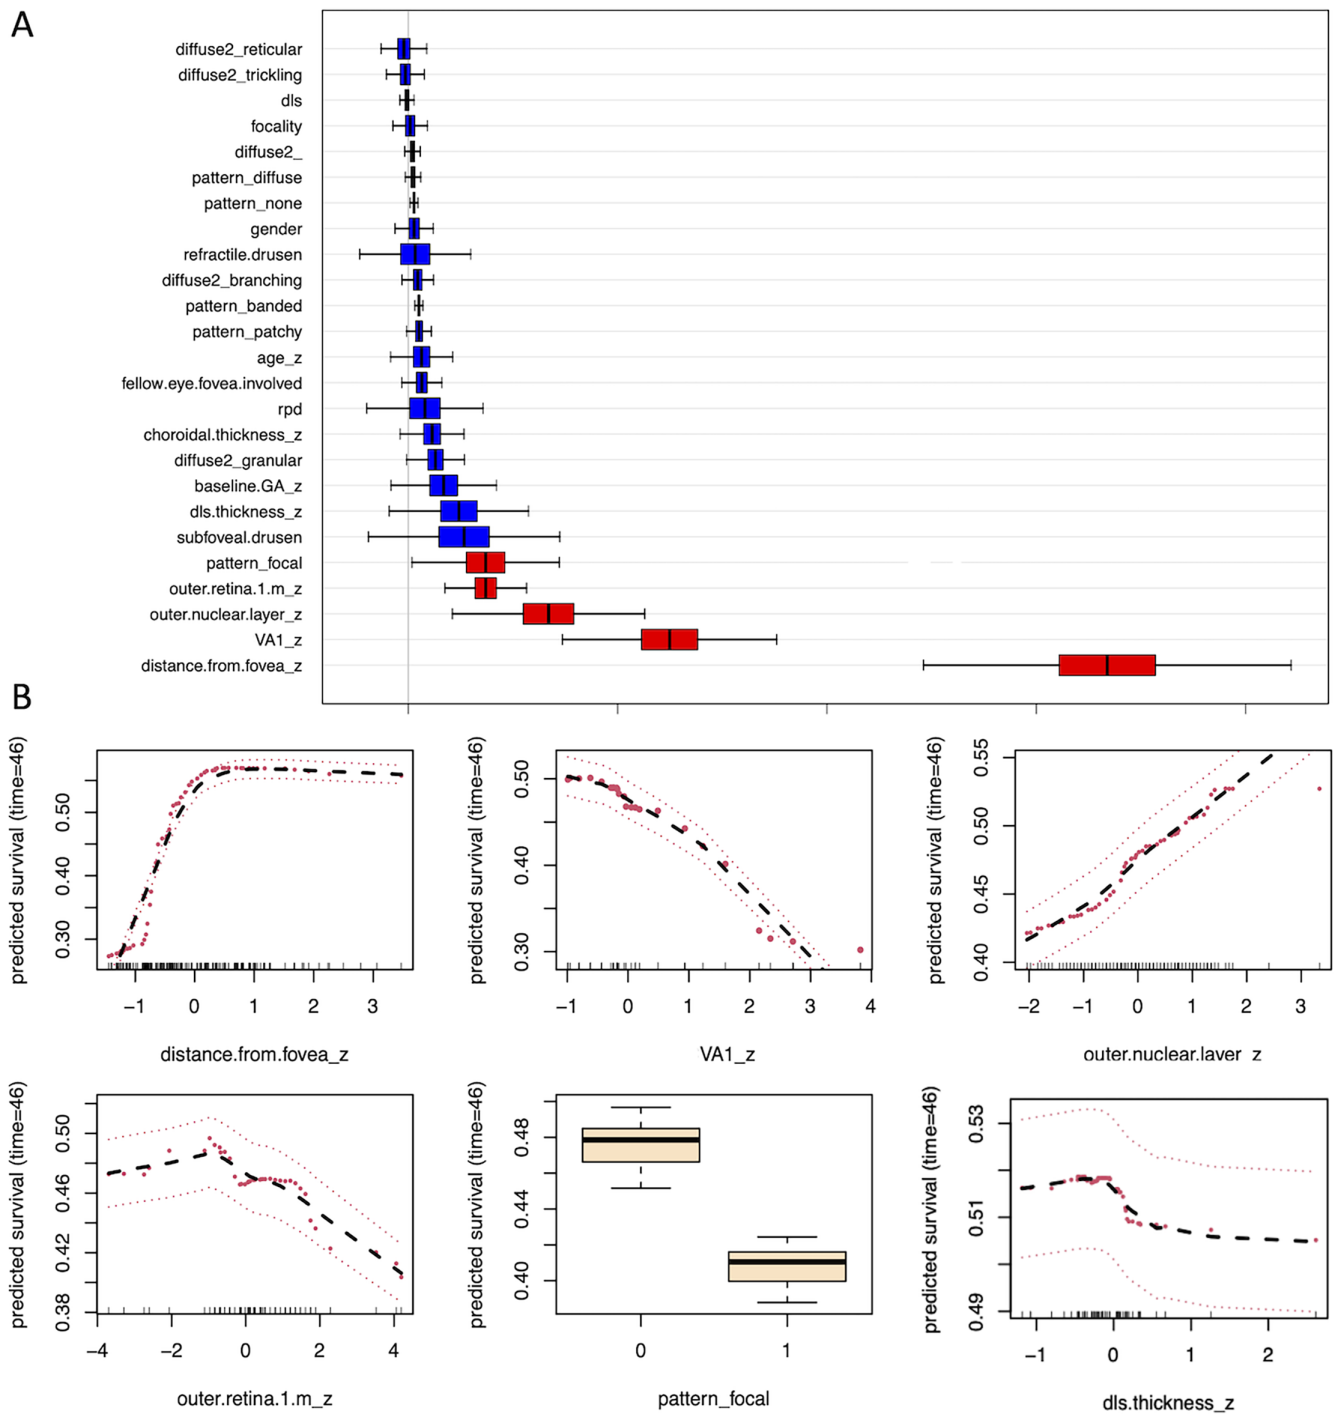 A
diffuse2_reticular
diffuse2_trickling
dls
focality
diffuse2_
pattern_diffuse
pattern_none
gender
refractile.drusen
diffuse2_branching
pattern_banded
pattern_patchy
age_z
fellow.eye.fovea.involved
rpd
choroidal.thickness_z
diffuse2_granular
baseline.GA_z
dls.thickness_z
subfoveal.drusen
pattern_focal
outer.retina.1.m_z
outer.nuclear.layer_z
VA1_z
distance.from.fovea_z
B
predicted survival (time=46)
0.50
0.40
0.30
−1 0 1 2 3
distance.from.fovea_z
predicted survival (time=46)
0.50
0.40
0.30
−1 0 1 2 3 4
VA1_z
predicted survival (time=46)
0.55
0.50
0.45
0.40
−2 −1 0 1 2 3
outer.nuclear.laver z
predicted survival (time=46)
0.50
0.46
0.42
0.38
−4 −2 0 2 4
outer.retina.1.m_z
predicted survival (time=46)
0.48
0.44
0.40
0 1
pattern_focal
predicted survival (time=46)
0.53
0.51
0.49
−1 0 1 2
dls.thickness_z